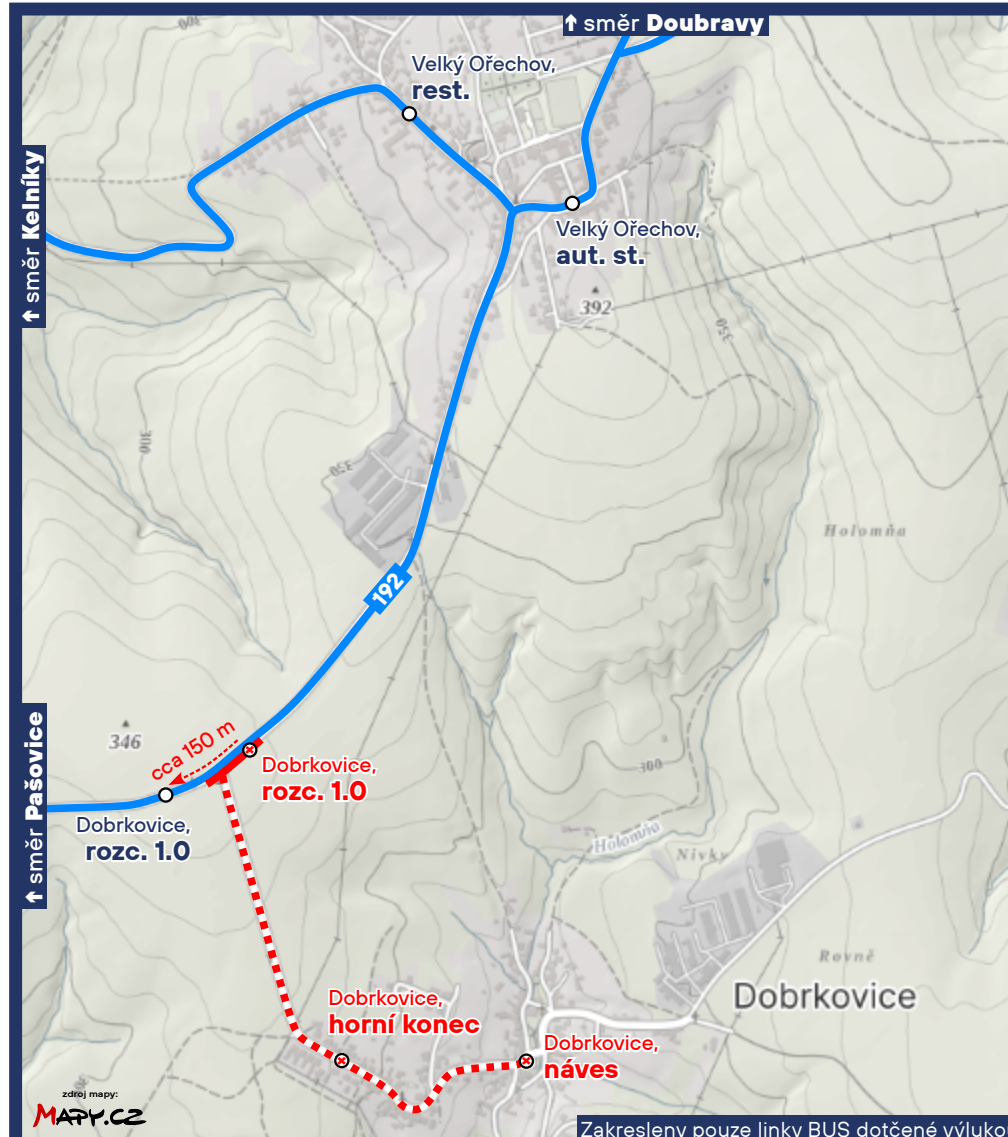 ↑ směr Doubravy
Velký Ořechov,
rest.
↑ směr Kelníky
Velký Ořechov,
aut. st.
392
350
300
350
Holomňa
192
↑ směr Pašovice
346
cca 150 m
Dobrkovice,
rozc. 1.0
Dobrkovice,
rozc. 1.0
300
Holomňa
Nivky
Rovně
Dobrkovice
Dobrkovice,
horní konec
Dobrkovice,
náves
zdroj mapy:
MAPY.CZ
Zakresleny pouze linky BUS dotčené výluko